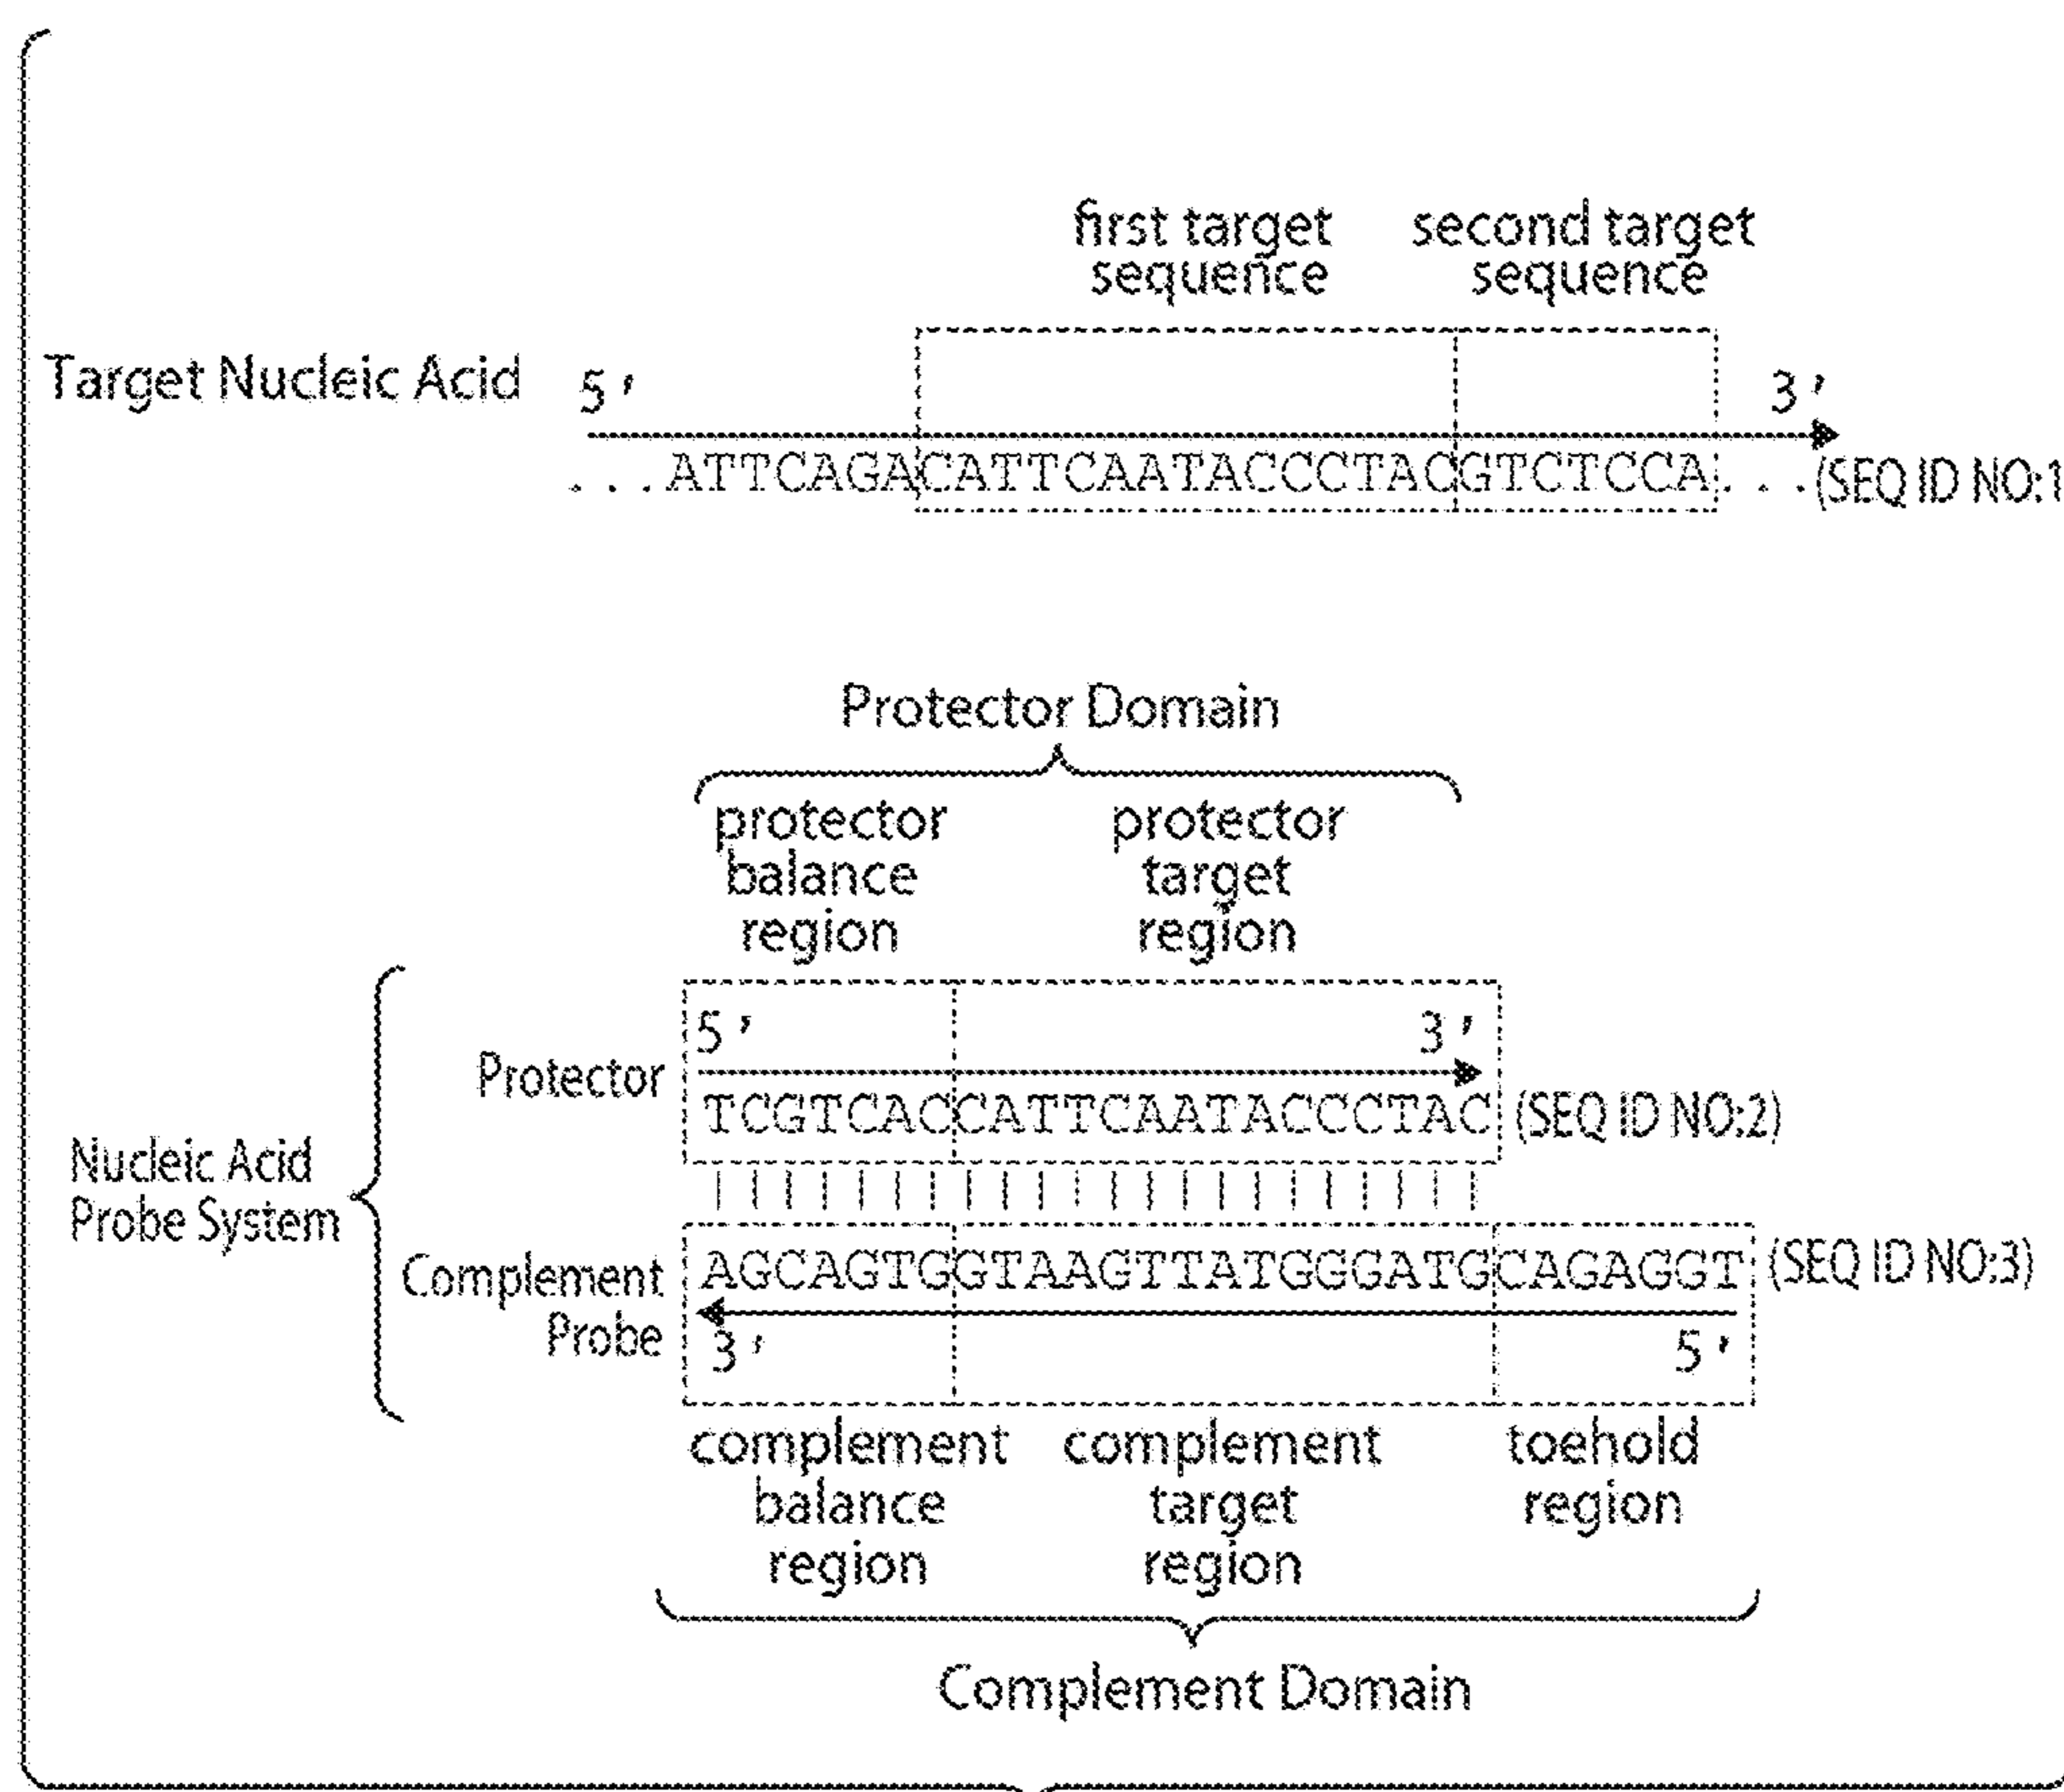 first target second target
sequence sequence
Target Nucleic Acid 5' 3'
...ATTCAGACATTCAATACCCTACGTCTCCA...(SEQ ID NO:1
Protector Domain
protector protector
balance target
region region
5' 3'
Protector
TCGTCACCATTCAATACCCTAC (SEQ ID NO:2)
Nucleic Acid
Probe System
AGCAGTGGTAAGTTATGGGATGCAGAGGT (SEQ ID NO:3)
Complement
Probe
3' 5'
complement complement toehold
balance target region
region region
Complement Domain